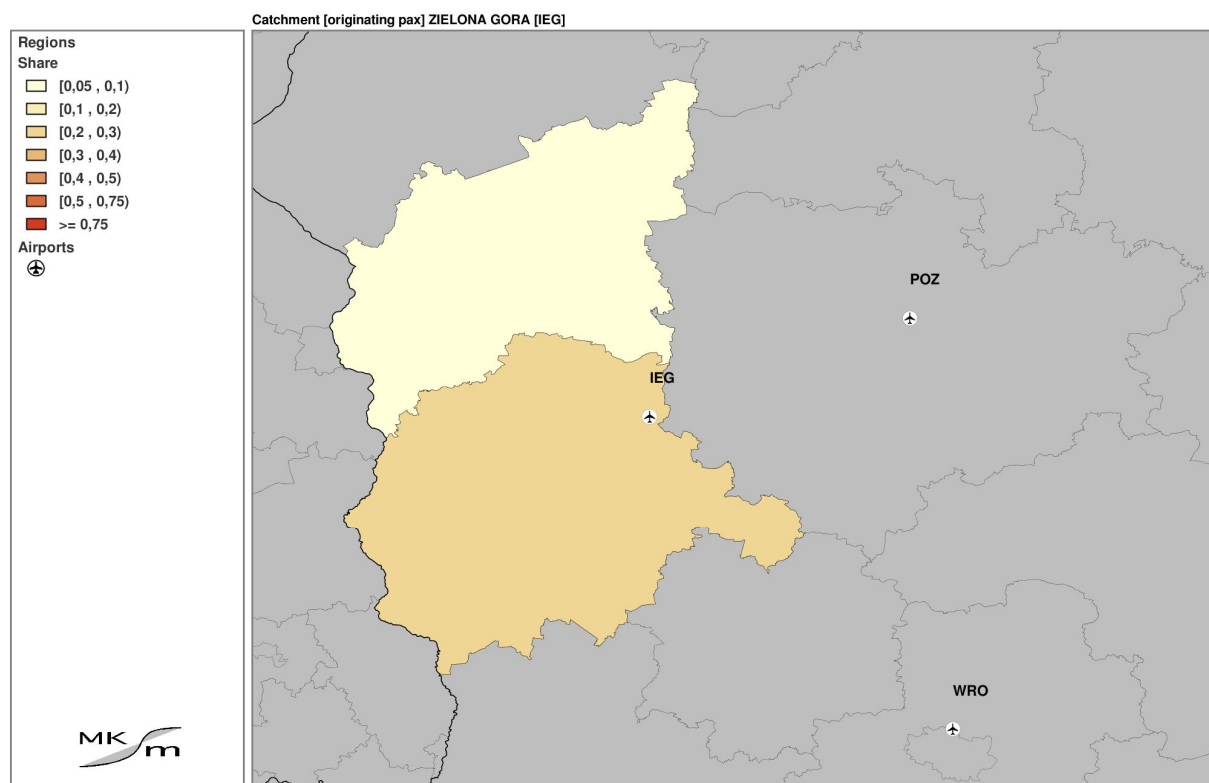 Catchment [originating pax] ZIELONA GORA [IEG]
Regions
Share
[0,05 , 0,1)
[0,1 , 0,2)
[0,2 , 0,3)
[0,3 , 0,4)
[0,4 , 0,5)
[0,5 , 0,75)
>= 0,75
Airports
POZ
IEG
WRO
MK
m